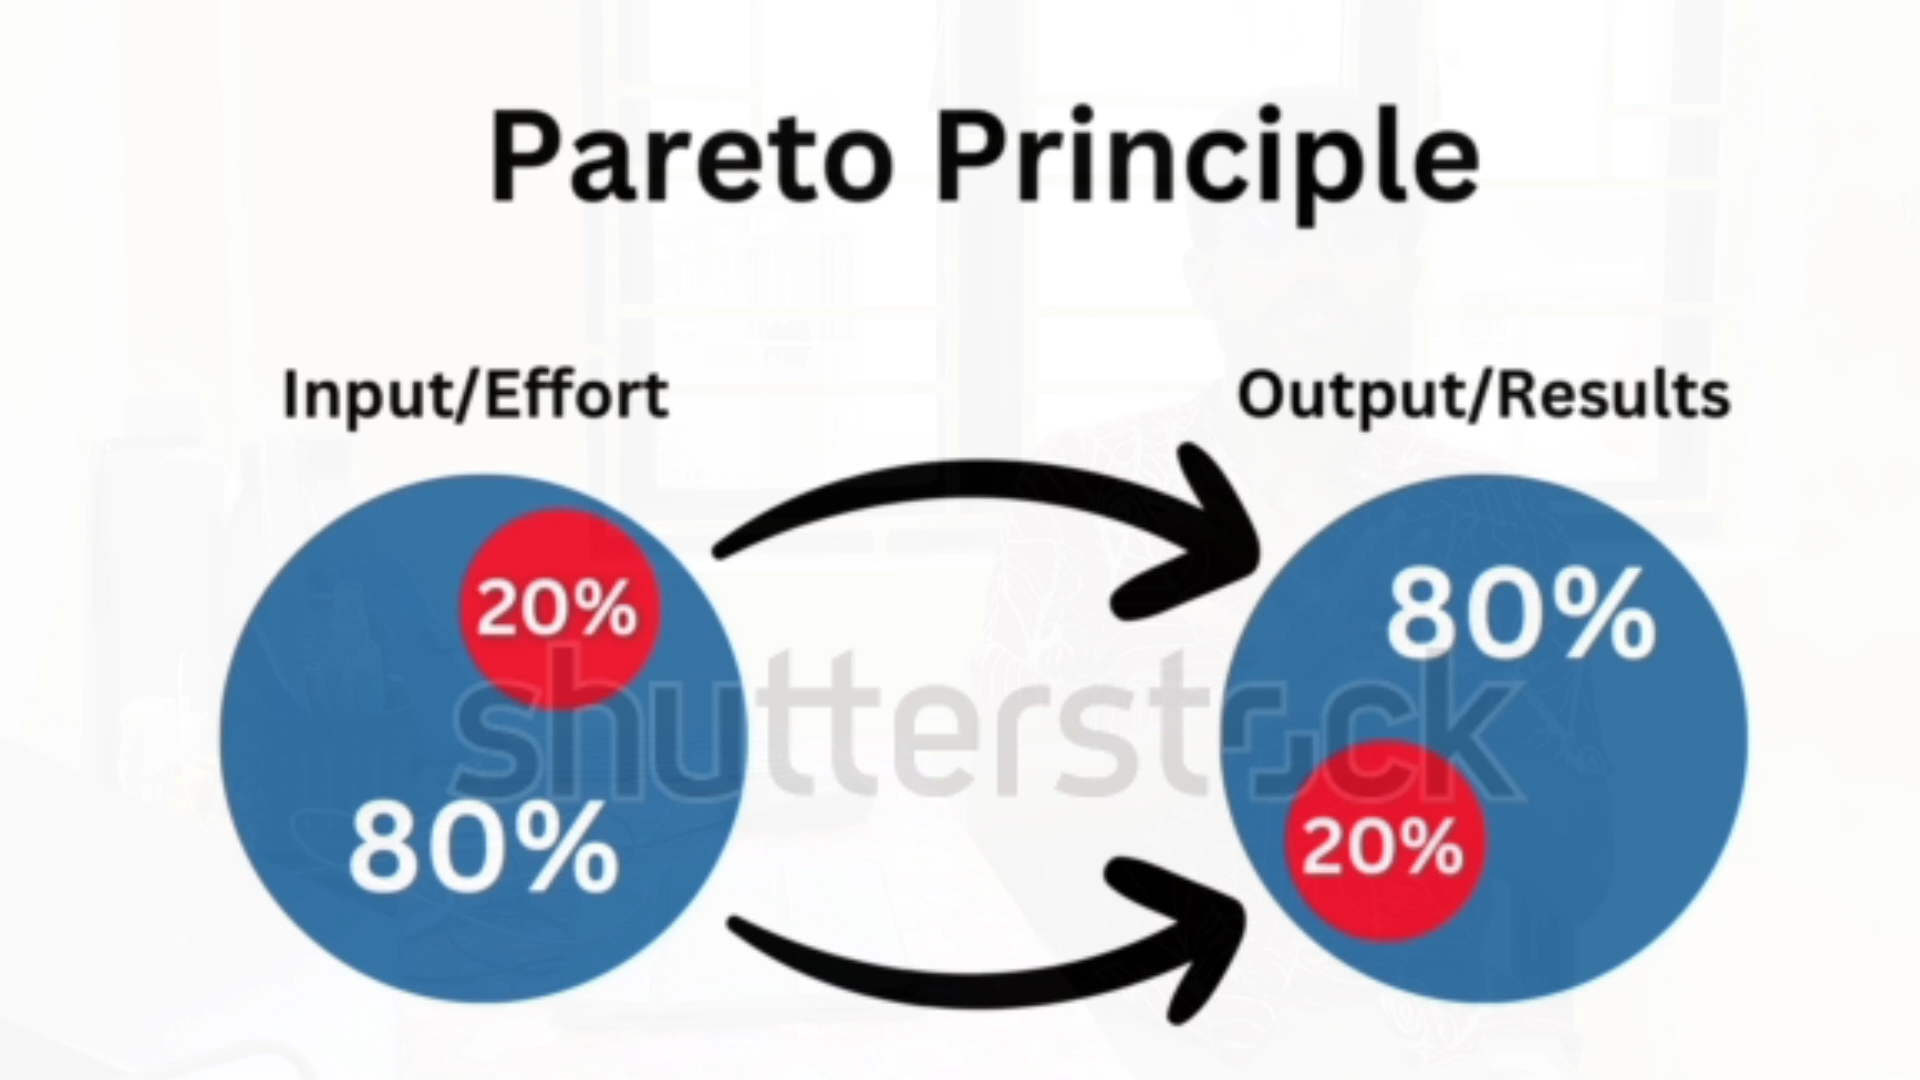 Pareto Principle
Input/Effort
Output/Results
20%
80%
80%
20%
shutterstock